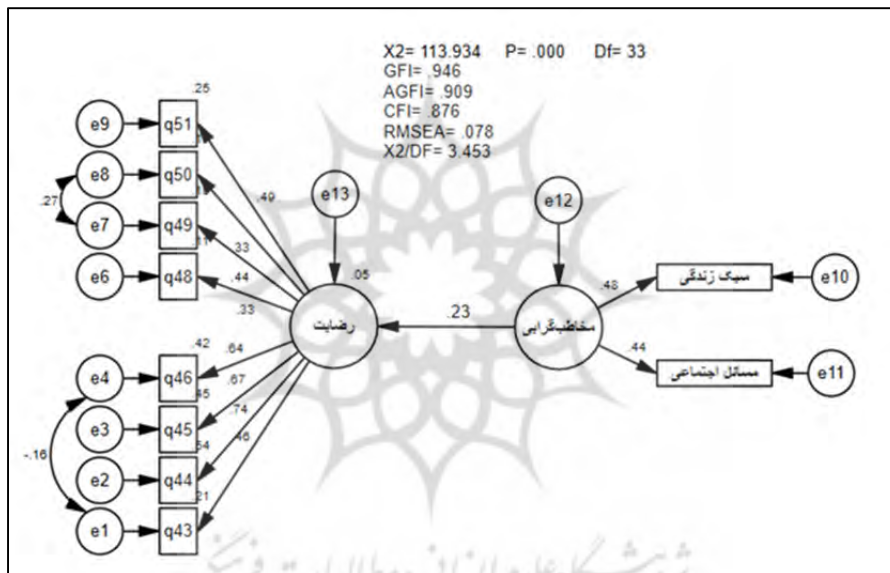 X2= 113.934 P= .000 Df= 33
GFI= .946
AGFI= .909
CFI= .876
RMSEA= .078
X2/DF= 3.453
.25
e9 q51
e8 q50
.27
e7 q49
.11
e6 q48
.49
.33
.44
.33
e13
.05
رضایت
.23
e12
مخاطب‌گرایی
.48
سبک زندگی
e10
.44
مسائل اجتماعی
e11
.42
.64
e4 q46
.67
.45
e3 q45
.74
.46
.54
-.16
e2 q44
.21
e1 q43